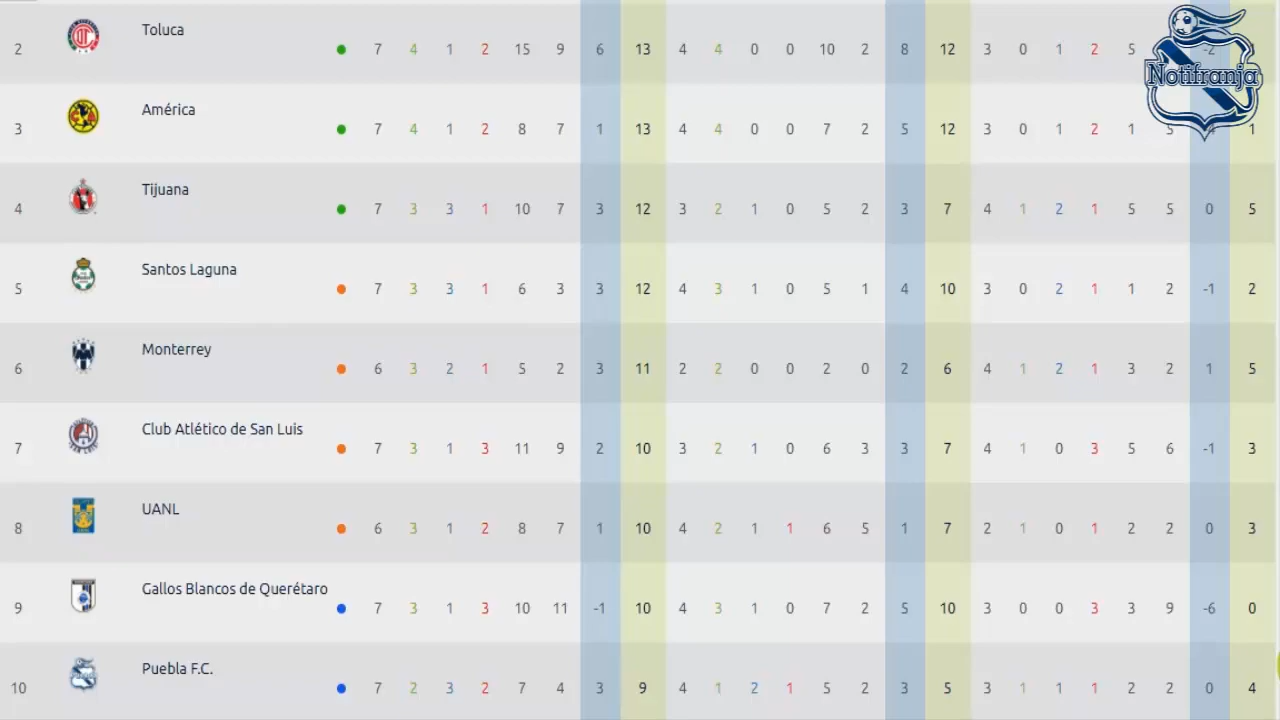 2 Toluca 7 4 1 2 15 9 6 13 4 4 0 0 10 2 8 12 3 0 1 2 5 -2
3 América 7 4 1 2 8 7 1 13 4 4 0 0 7 2 5 12 3 0 1 2 1 5 1
4 Tijuana 7 3 3 1 10 7 3 12 3 2 1 0 5 2 3 7 4 1 2 1 5 5 0 5
5 Santos Laguna 7 3 3 1 6 3 3 12 4 3 1 0 5 1 4 10 3 0 2 1 1 2 -1 2
6 Monterrey 6 3 2 1 5 2 3 11 2 2 0 0 2 0 2 6 4 1 2 1 3 2 1 5
7 Club Atlético de San Luis 7 3 1 3 11 9 2 10 3 2 1 0 6 3 3 7 4 1 0 3 5 6 -1 3
8 UANL 6 3 1 2 8 7 1 10 4 2 1 1 6 5 1 7 2 1 0 1 2 2 0 3
9 Gallos Blancos de Querétaro 7 3 1 3 10 11 -1 10 4 3 1 0 7 2 5 10 3 0 0 3 3 9 -6 0
10 Puebla F.C. 7 2 3 2 7 4 3 9 4 1 2 1 5 2 3 5 3 1 1 1 2 2 0 4
Notifranja